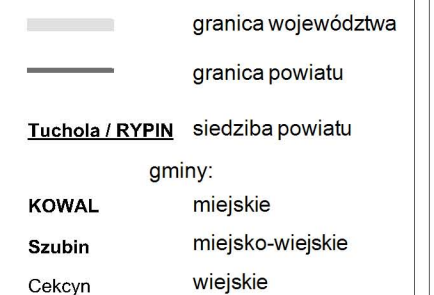 granica województwa
granica powiatu
Tuchola / RYPIN siedziba powiatu
gminy:
KOWAL miejskie
Szubin miejsko-wiejskie
Cekcyn wiejskie